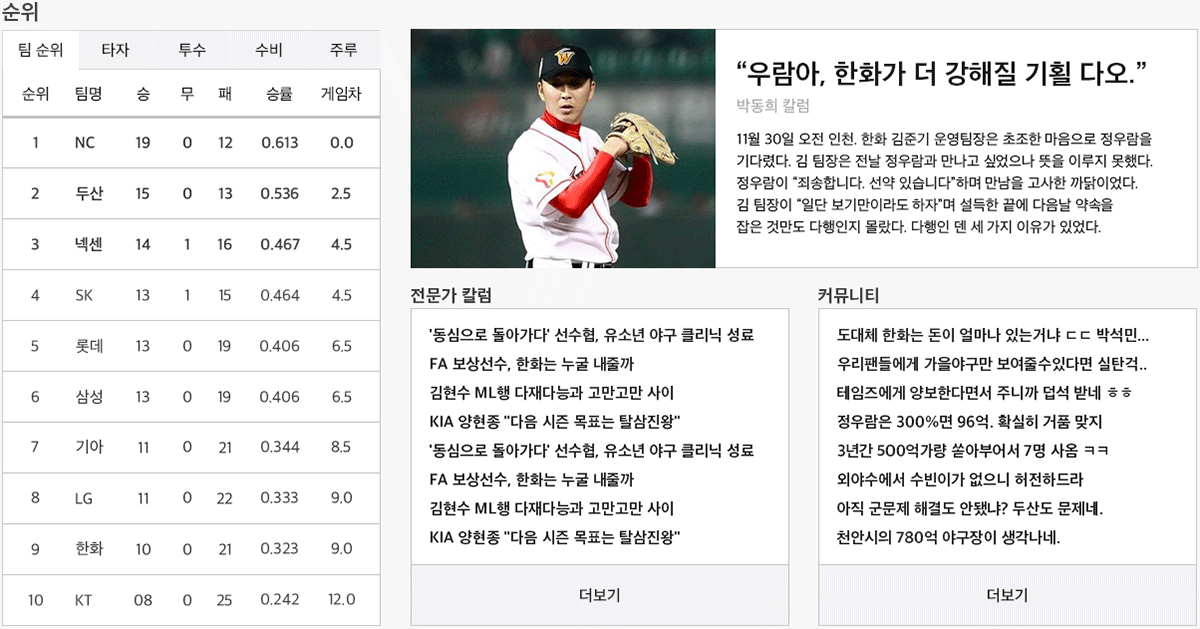 순위
팀 순위 타자 투수 수비 주루
순위 팀명 승 무 패 승률 게임차
1 NC 19 0 12 0.613 0.0
2 두산 15 0 13 0.536 2.5
3 넥센 14 1 16 0.467 4.5
4 SK 13 1 15 0.464 4.5
5 롯데 13 0 19 0.406 6.5
6 삼성 13 0 19 0.406 6.5
7 기아 11 0 21 0.344 8.5
8 LG 11 0 22 0.333 9.0
9 한화 10 0 21 0.323 9.0
10 KT 08 0 25 0.242 12.0
W
“우람아, 한화가 더 강해질 기횔 다오.”
박동희 칼럼
11월 30일 오전 인천. 한화 김준기 운영팀장은 초조한 마음으로 정우람을
기다렸다. 김 팀장은 전날 정우람과 만나고 싶었으나 뜻을 이루지 못했다.
정우람이 “죄송합니다. 선약 있습니다”하며 만남을 고사한 까닭이었다.
김 팀장이 “일단 보기만이라도 하자”며 설득한 끝에 다음날 약속을
잡은 것만도 다행인지 몰랐다. 다행인 덴 세 가지 이유가 있었다.
전문가 칼럼
'동심으로 돌아가다' 선수협, 유소년 야구 클리닉 성료
FA 보상선수, 한화는 누굴 내줄까
김현수 ML행 다재다능과 고만고만 사이
KIA 양현종 "다음 시즌 목표는 탈삼진왕"
'동심으로 돌아가다' 선수협, 유소년 야구 클리닉 성료
FA 보상선수, 한화는 누굴 내줄까
김현수 ML행 다재다능과 고만고만 사이
KIA 양현종 "다음 시즌 목표는 탈삼진왕"
더보기
커뮤니티
도대체 한화는 돈이 얼마나 있는거냐 ㄷㄷ 박석민...
우리팬들에게 가을야구만 보여줄수있다면 실탄걱..
테임즈에게 양보한다면서 주니까 덥석 받네 ㅎㅎ
정우람은 300%면 96억. 확실히 거품 맞지
3년간 500억가량 쏟아부어서 7명 사옴 ㅋㅋ
외야수에서 수빈이가 없으니 허전하드라
아직 군문제 해결도 안됐냐? 두산도 문제네.
천안시의 780억 야구장이 생각나네.
더보기